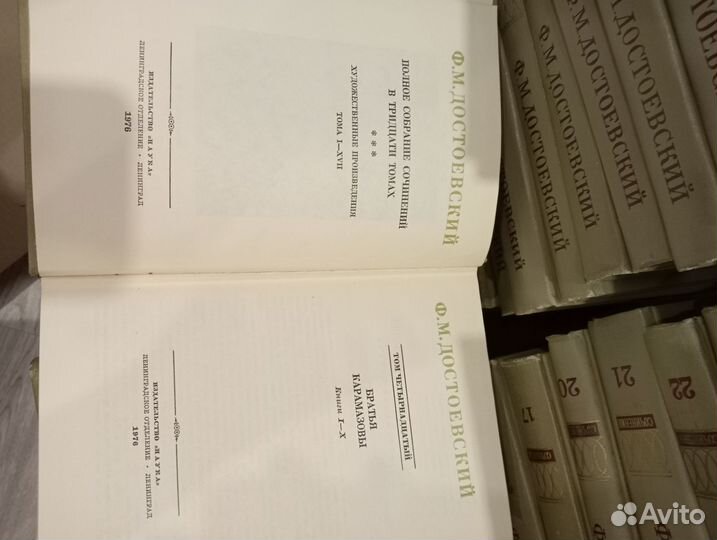 Ф.М.ДОСТОЕВСКИЙ
ПОЛНОЕ СОБРАНИЕ СОЧИНЕНИЙ
В ТРИДЦАТИ ТОМАХ
* * *
ХУДОЖЕСТВЕННЫЕ ПРОИЗВЕДЕНИЯ
ТОМА I—XVII
ИЗДАТЕЛЬСТВО «НАУКА»
ЛЕНИНГРАДСКОЕ ОТДЕЛЕНИЕ • ЛЕНИНГРАД
1976
Ф.М.ДОСТОЕВСКИЙ
ТОМ ЧЕТЫРНАДЦАТЫЙ
БРАТЬЯ
КАРАМАЗОВЫ
Книги I—X
ИЗДАТЕЛЬСТВО «НАУКА»
ЛЕНИНГРАДСКОЕ ОТДЕЛЕНИЕ • ЛЕНИНГРАД
1976
Ф.М.ДОСТОЕВСКИЙ
Ф.М.ДОСТОЕВСКИЙ
Ф.М.ДОСТОЕВСКИЙ
ДОСТОЕВСКИЙ
17
20
21
СОЧИНЕНИЙ
22
Avito